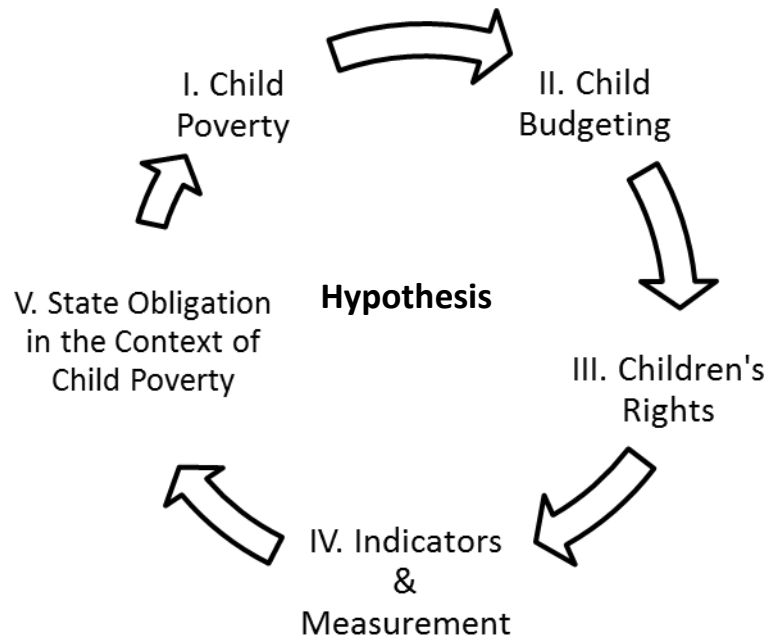 I. Child
Poverty
II. Child
Budgeting
III. Children's
Rights
IV. Indicators
&
Measurement
V. State Obligation
in the Context of
Child Poverty
Hypothesis